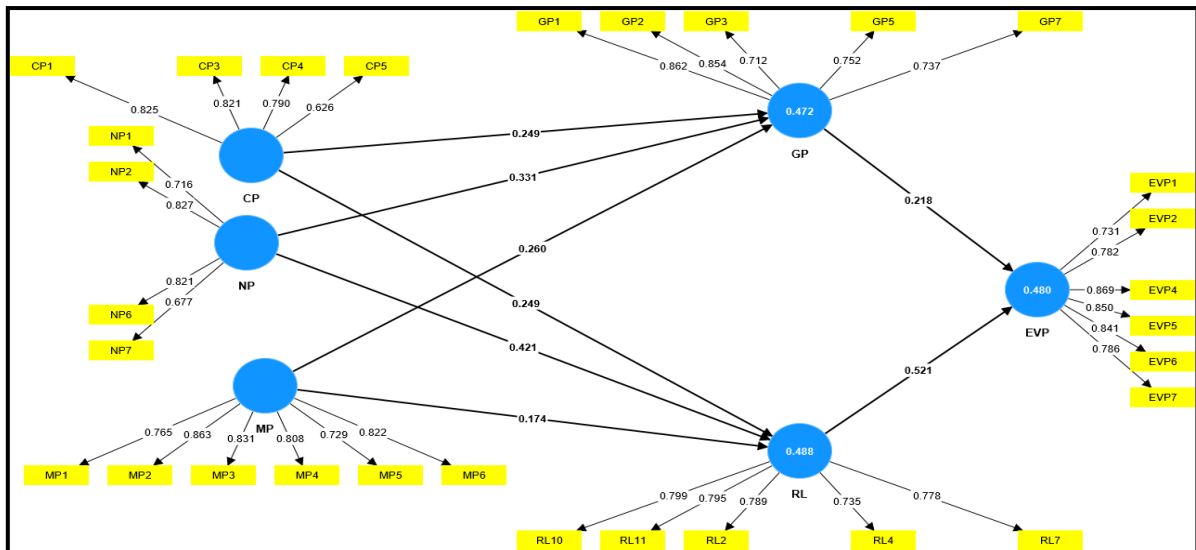 GP1 GP2 GP3 GP5 GP7
0.862 0.854 0.712 0.752 0.737
CP1 CP3 CP4 CP5
0.825 0.821 0.790 0.626
0.472
GP
CP
NP1
NP2
0.716
0.827
NP
0.821
0.677
NP6
NP7
0.249
0.331
0.260
0.249
0.421
0.174
0.218
0.521
EVP1
EVP2
EVP4
EVP5
EVP6
EVP7
0.731
0.782
0.869
0.850
0.841
0.786
0.480
EVP
MP
0.765 0.863 0.831 0.808 0.729 0.822
MP1 MP2 MP3 MP4 MP5 MP6
0.488
RL
0.799 0.795 0.789 0.735 0.778
RL10 RL11 RL2 RL4 RL7